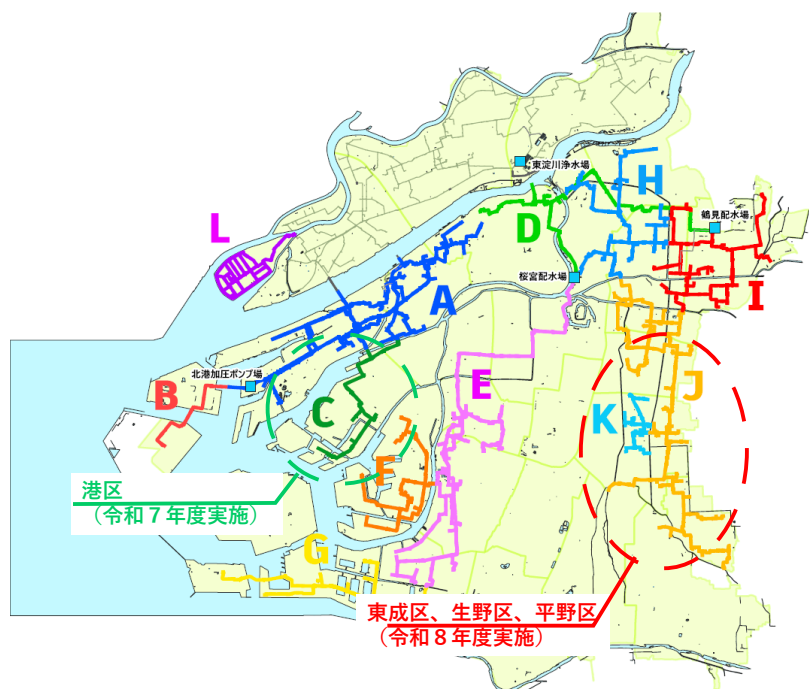 東淀川浄水場
H
鶴見配水場
L
D
桜宮配水場
A
I
北港加圧ポンプ場
B
C
E
J
K
F
港区
（令和７年度実施）
G
東成区、生野区、平野区
（令和８年度実施）